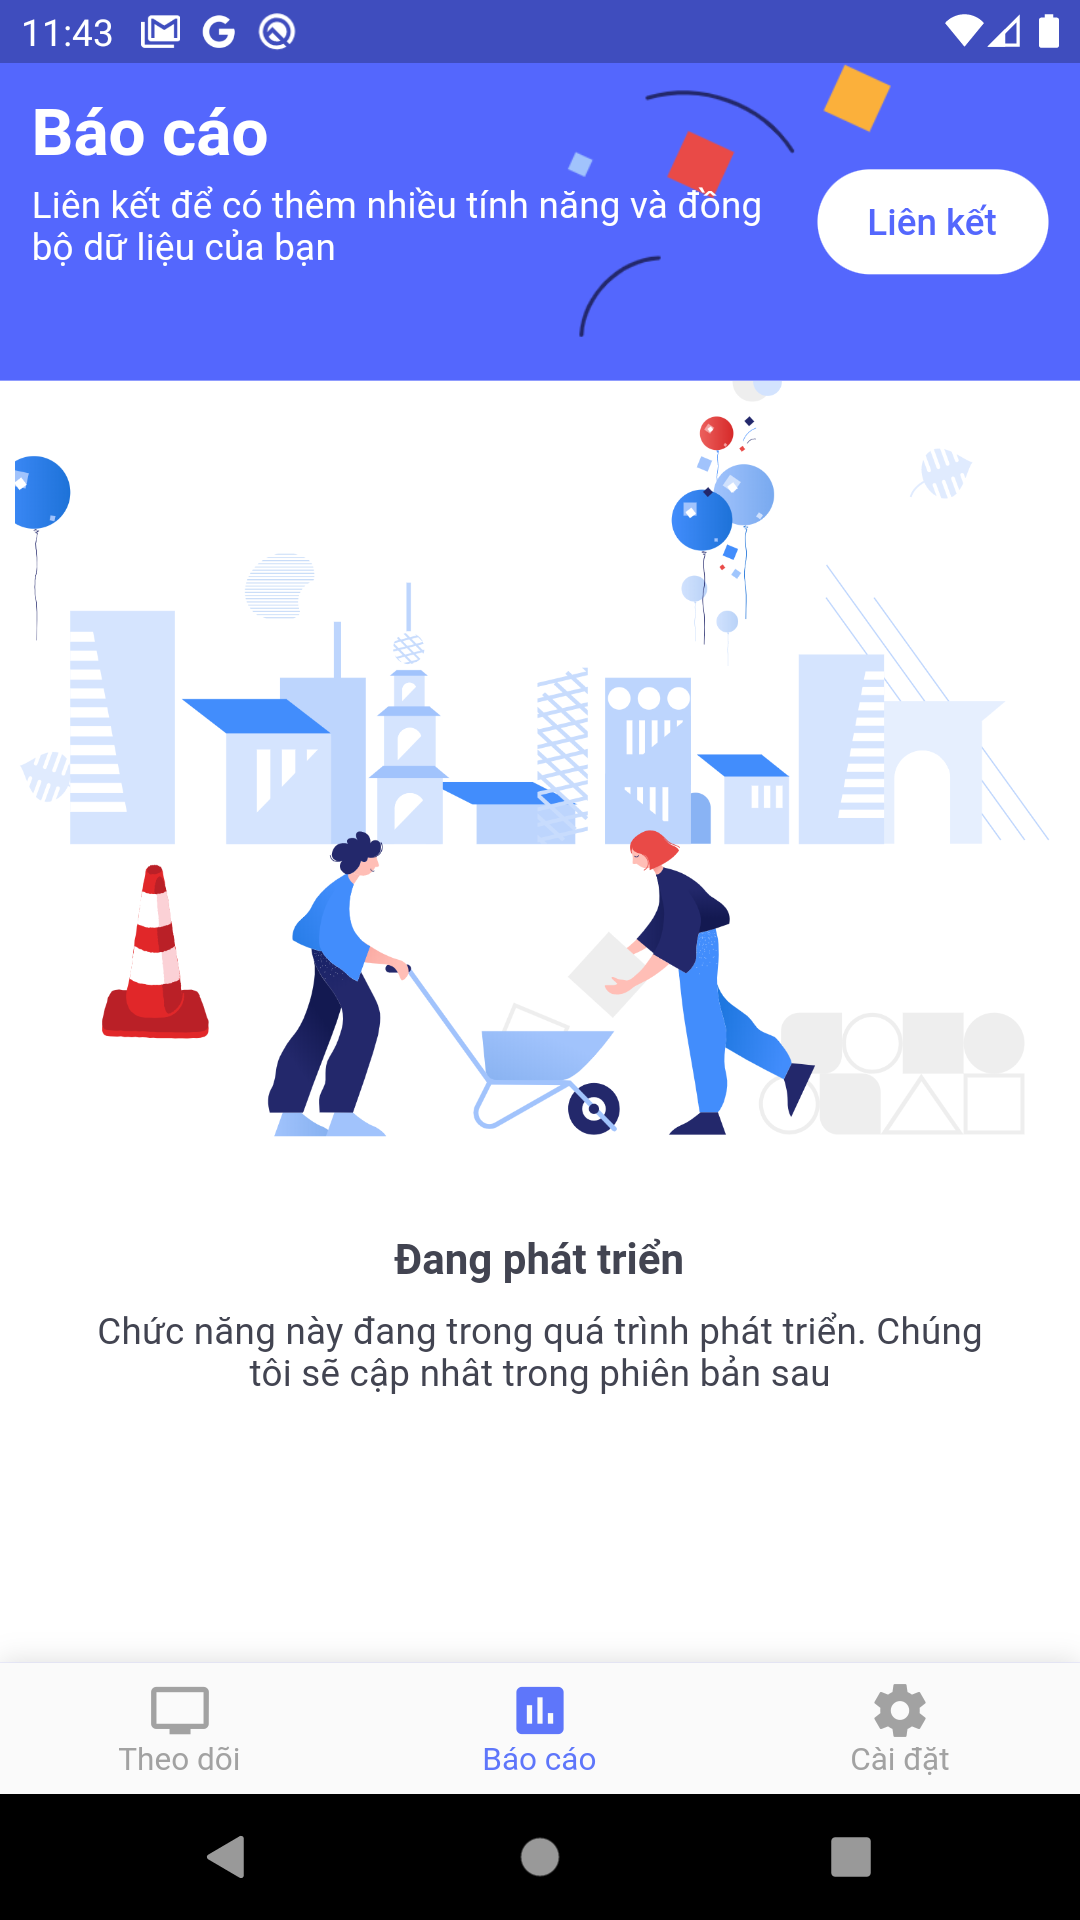 11:43
Báo cáo
Liên kết để có thêm nhiều tính năng và đồng
bộ dữ liệu của bạn
Liên kết
Đang phát triển
Chức năng này đang trong quá trình phát triển. Chúng
tôi sẽ cập nhât trong phiên bản sau
Theo dõi
Báo cáo
Cài đặt